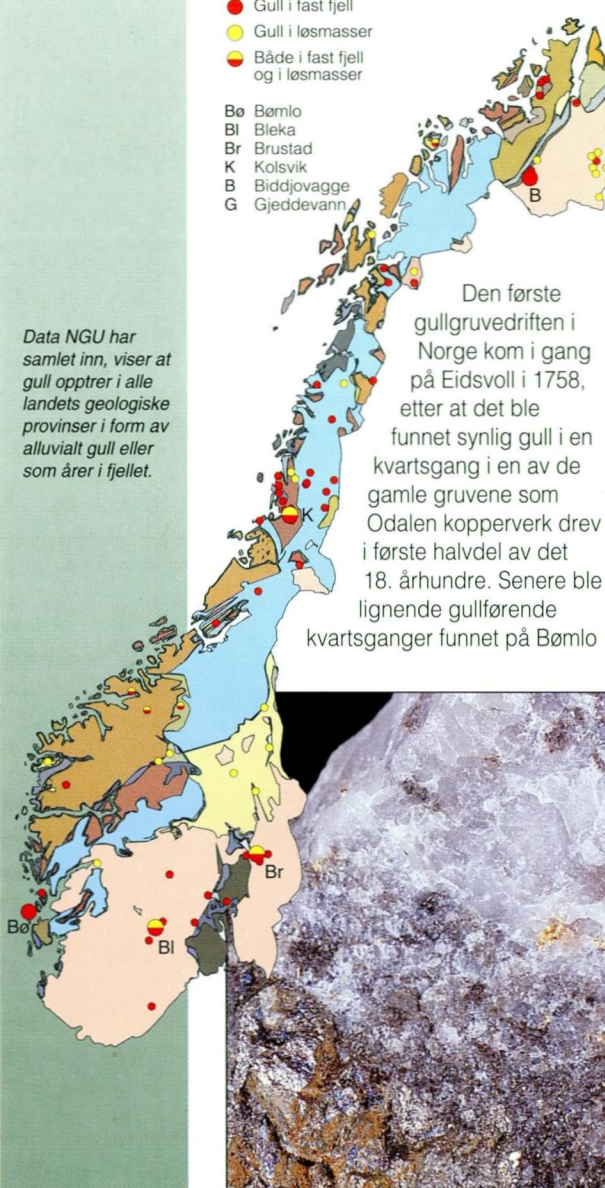 Gull i fast fjell
Gull i løsmasser
Både i fast fjell
og i løsmasser
Bø Bømlo
Bl Bleka
Br Brustad
K Kolsvik
B Biddjovagge
G Gjeddevann
B
Data NGU har
samlet inn, viser at
gull opptrer i alle
landets geologiske
provinser i form av
alluvialt gull eller
som årer i fjellet.
Den første
gullgruvedriften i
Norge kom i gang
på Eidsvoll i 1758,
etter at det ble
funnet synlig gull i en
kvartsgang i en av de
gamle gruvene som
Odalen kopperverk drev
i første halvdel av det
18. århundre. Senere ble
lignende gullførende
kvartsganger funnet på Bømlo
K
Br
Bø
Bl